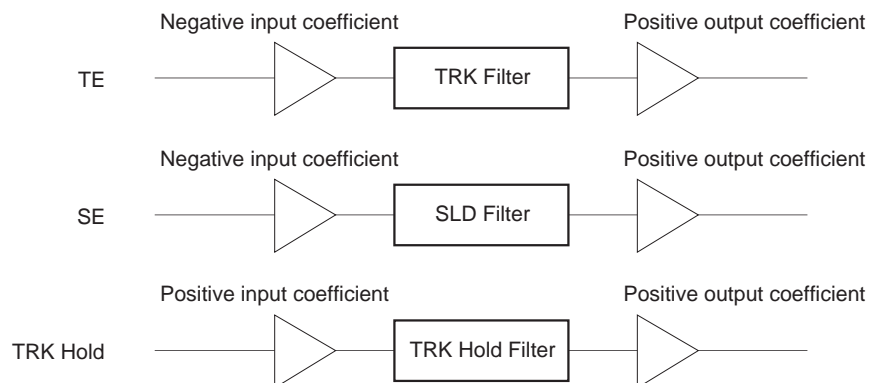 Negative input coefficient
Positive output coefficient
TE
TRK Filter
Negative input coefficient
Positive output coefficient
SE
SLD Filter
Positive input coefficient
Positive output coefficient
TRK Hold
TRK Hold Filter